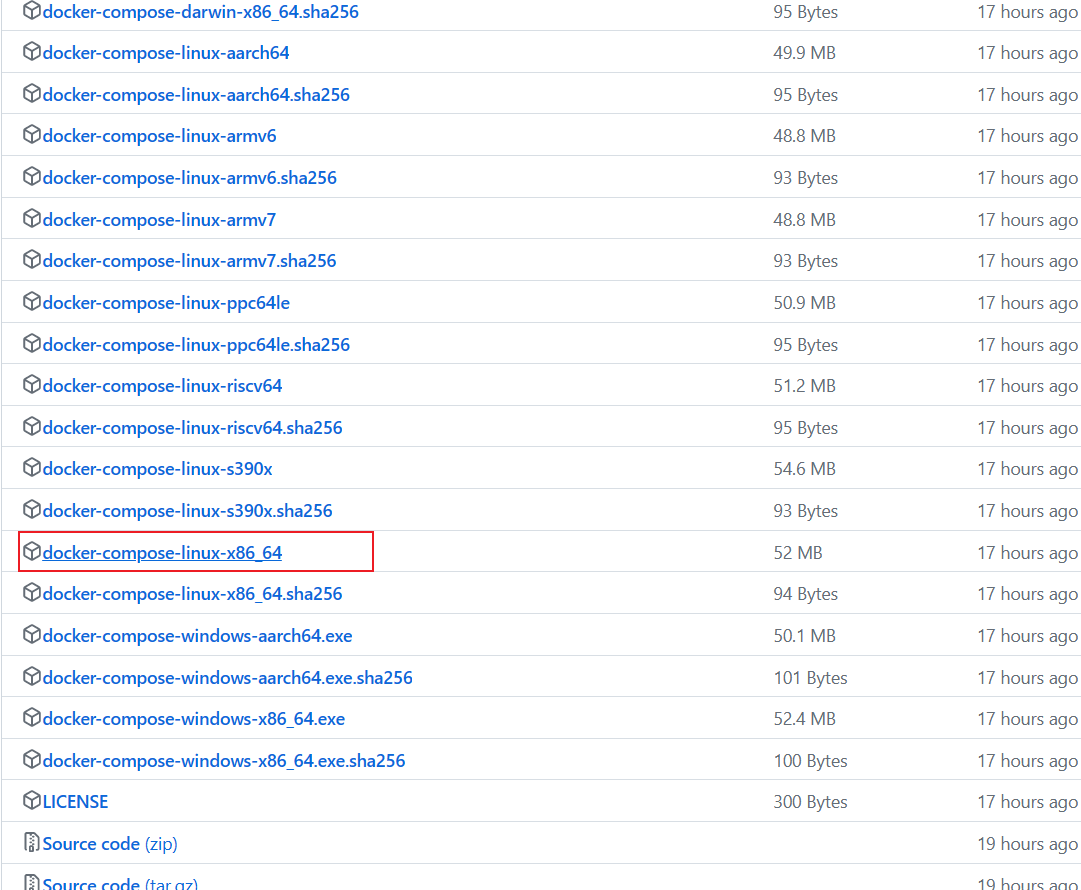 docker-compose-darwin-x86_64.sha256 95 Bytes 17 hours ago
docker-compose-linux-aarch64 49.9 MB 17 hours ago
docker-compose-linux-aarch64.sha256 95 Bytes 17 hours ago
docker-compose-linux-armv6 48.8 MB 17 hours ago
docker-compose-linux-armv6.sha256 93 Bytes 17 hours ago
docker-compose-linux-armv7 48.8 MB 17 hours ago
docker-compose-linux-armv7.sha256 93 Bytes 17 hours ago
docker-compose-linux-ppc64le 50.9 MB 17 hours ago
docker-compose-linux-ppc64le.sha256 95 Bytes 17 hours ago
docker-compose-linux-riscv64 51.2 MB 17 hours ago
docker-compose-linux-riscv64.sha256 95 Bytes 17 hours ago
docker-compose-linux-s390x 54.6 MB 17 hours ago
docker-compose-linux-s390x.sha256 93 Bytes 17 hours ago
docker-compose-linux-x86_64 52 MB 17 hours ago
docker-compose-linux-x86_64.sha256 94 Bytes 17 hours ago
docker-compose-windows-aarch64.exe 50.1 MB 17 hours ago
docker-compose-windows-aarch64.exe.sha256 101 Bytes 17 hours ago
docker-compose-windows-x86_64.exe 52.4 MB 17 hours ago
docker-compose-windows-x86_64.exe.sha256 100 Bytes 17 hours ago
LICENSE 300 Bytes 17 hours ago
Source code (zip) 19 hours ago
Source code (tar.gz) 19 hours ago